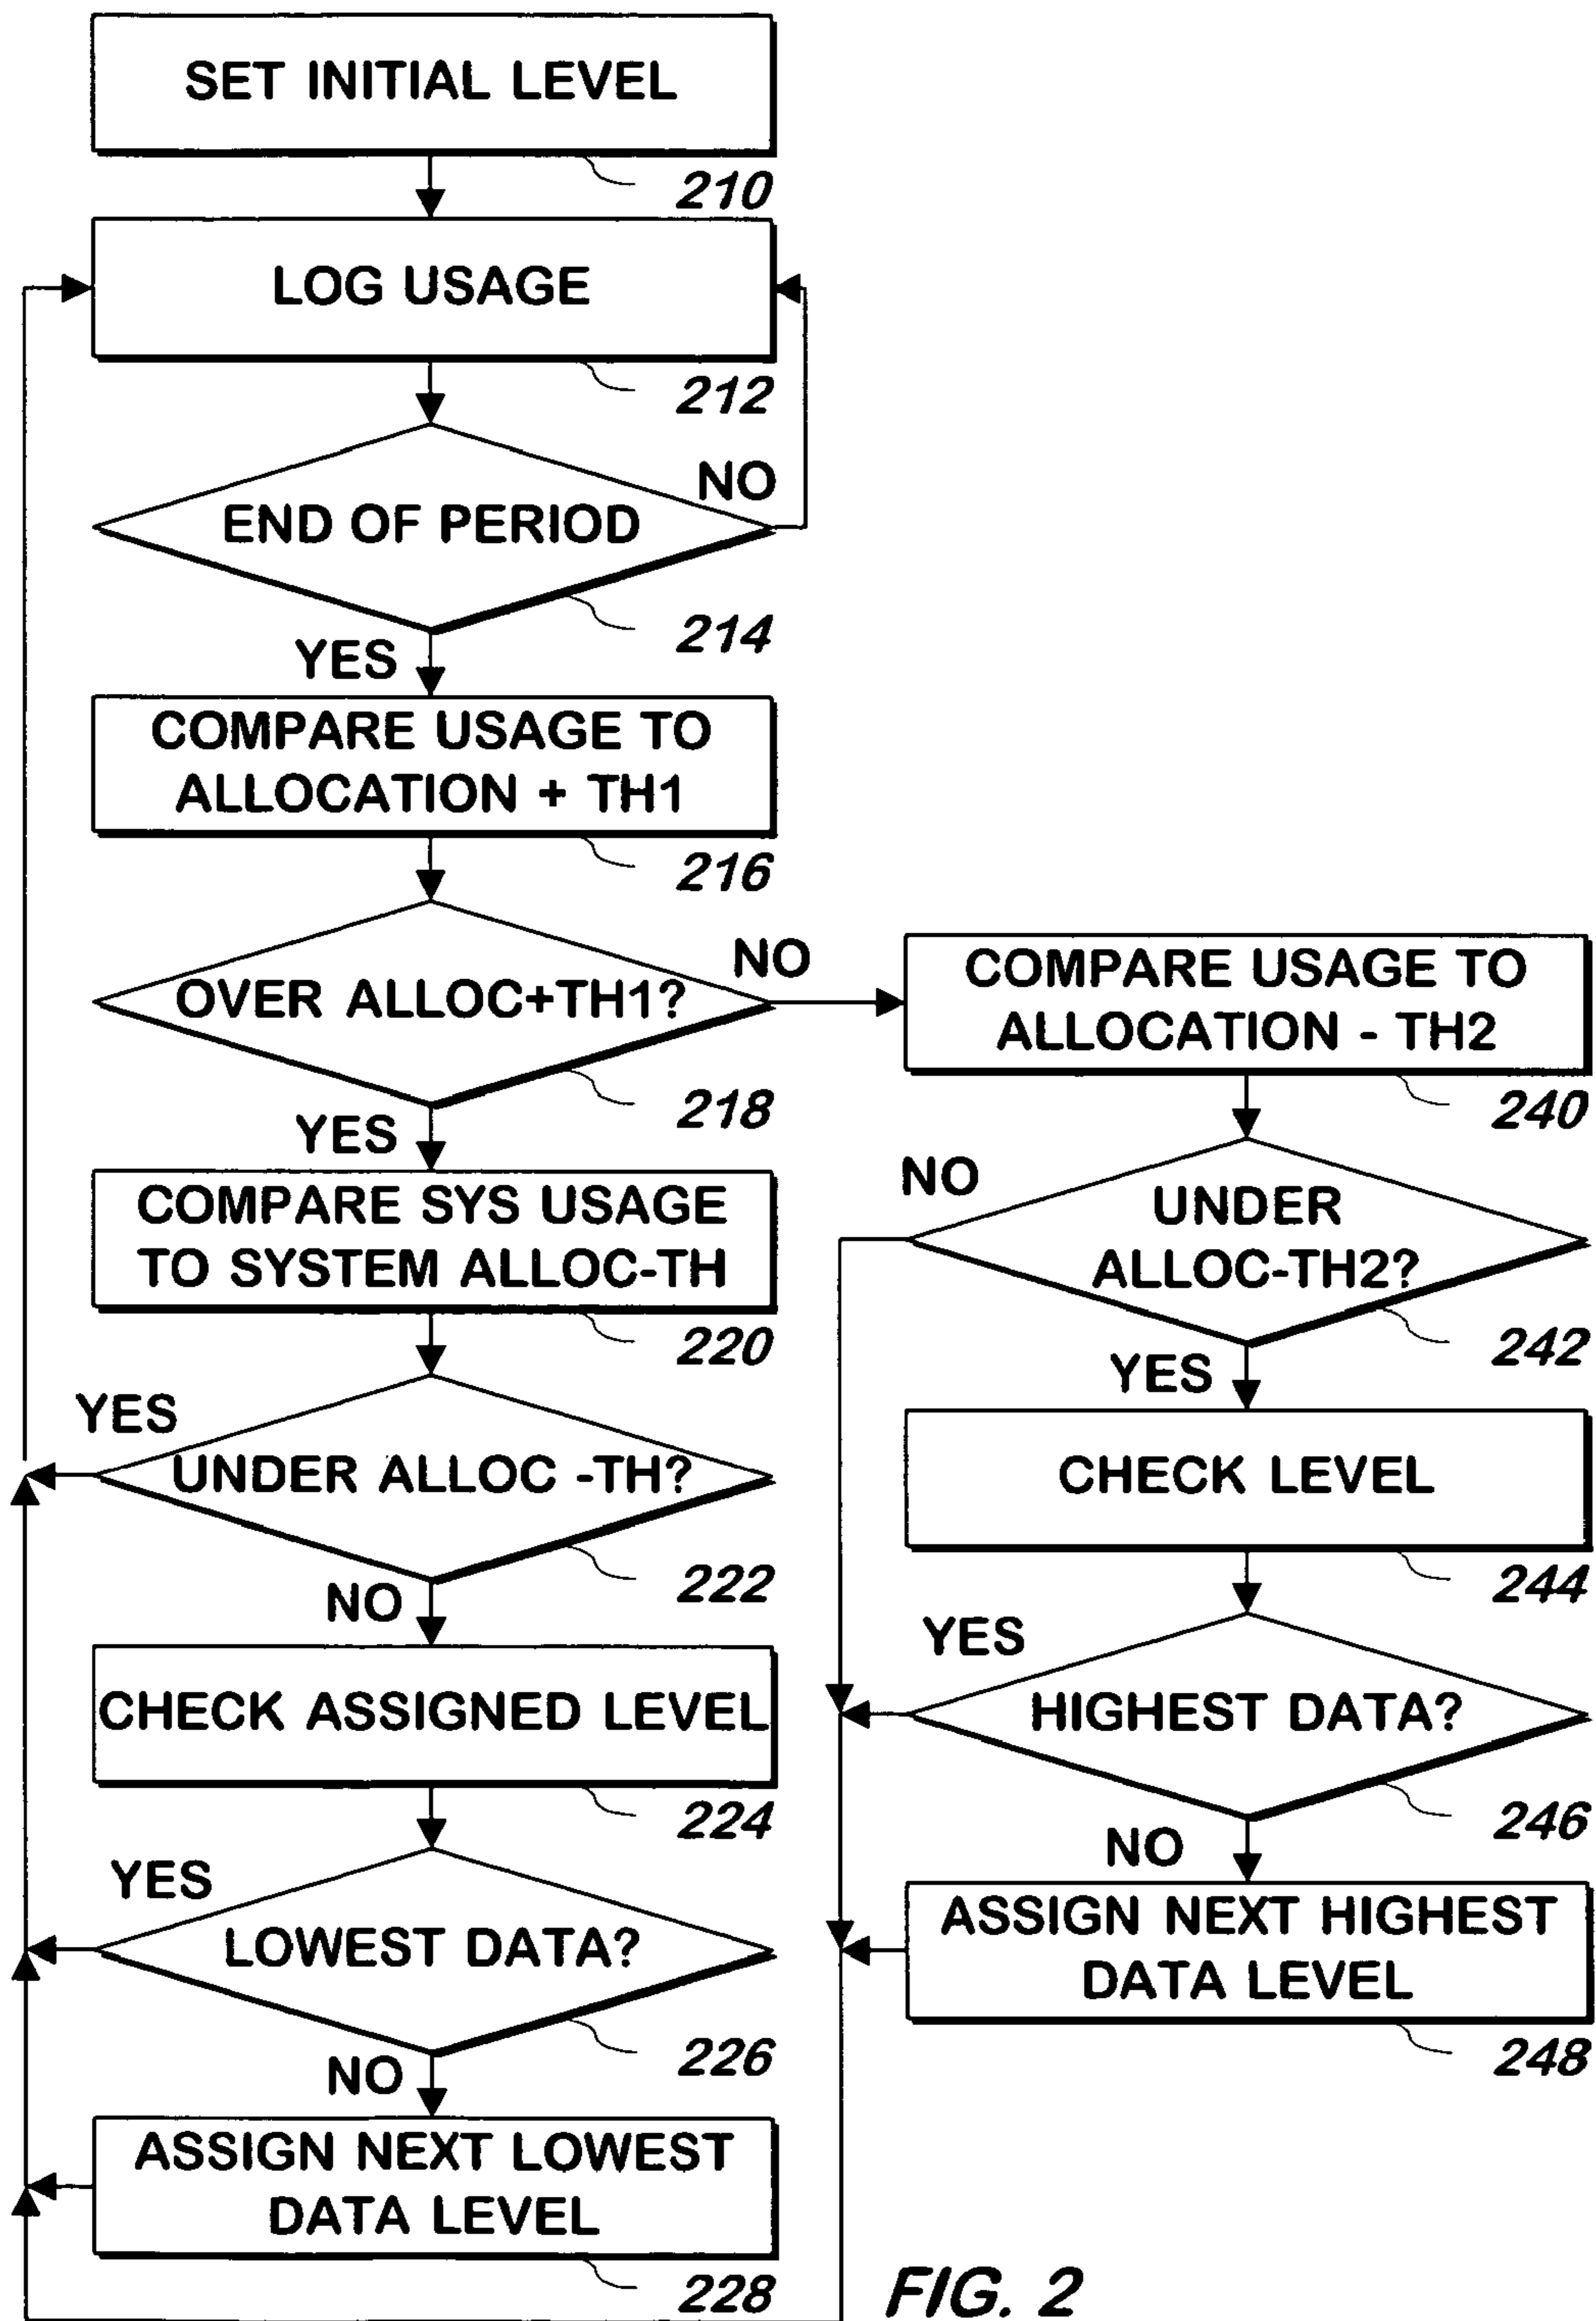 SET INITIAL LEVEL
210
LOG USAGE
212
NO
END OF PERIOD
214
YES
COMPARE USAGE TO
ALLOCATION + TH1
216
NO
OVER ALLOC+TH1?
218
YES
COMPARE SYS USAGE
TO SYSTEM ALLOC-TH
220
YES
UNDER ALLOC -TH?
222
NO
CHECK ASSIGNED LEVEL
224
YES
LOWEST DATA?
226
NO
ASSIGN NEXT LOWEST
DATA LEVEL
228
COMPARE USAGE TO
ALLOCATION - TH2
240
NO
UNDER
ALLOC-TH2?
242
YES
CHECK LEVEL
244
YES
HIGHEST DATA?
246
NO
ASSIGN NEXT HIGHEST
DATA LEVEL
248
FIG. 2